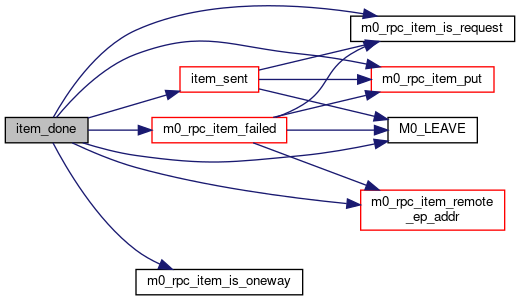 m0_rpc_item_is_request
item_sent
m0_rpc_item_put
item_done
m0_rpc_item_failed
M0_LEAVE
m0_rpc_item_remote
_ep_addr
m0_rpc_item_is_oneway